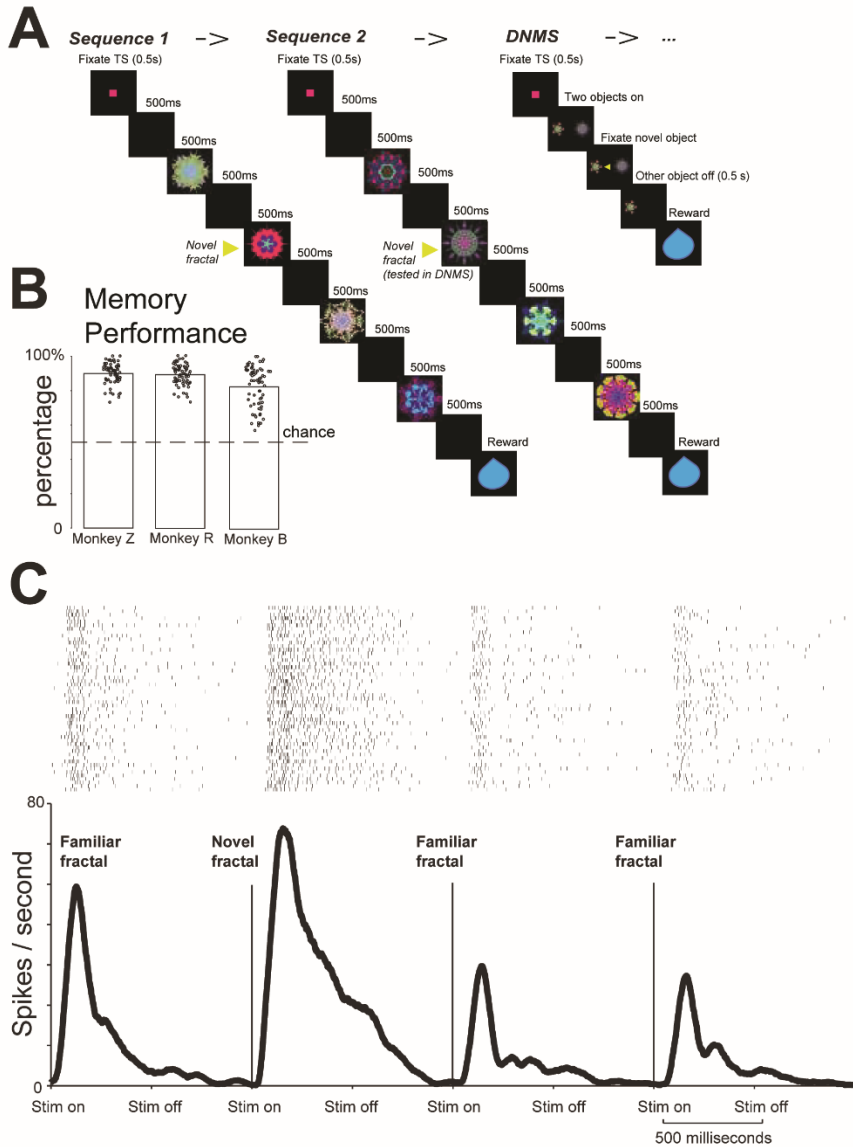 A
Sequence 1 –> Sequence 2 –> DNMS –> ...
Fixate TS (0.5s)
500ms
500ms
500ms
500ms
Novel
fractal
500ms
500ms
500ms
500ms
500ms
Reward
Fixate TS (0.5s)
500ms
500ms
500ms
500ms
Novel
fractal
(tested in DNMS)
500ms
500ms
500ms
500ms
500ms
Reward
Fixate TS (0.5s)
Two objects on
Fixate novel object
Other object off (0.5 s)
Reward
B
Memory
Performance
100%
percentage
chance
0
Monkey Z Monkey R Monkey B
C
80
Spikes / second
0
Familiar
fractal
Novel
fractal
Familiar
fractal
Familiar
fractal
Stim on Stim off Stim on Stim off Stim on Stim off Stim on Stim off
500 milliseconds